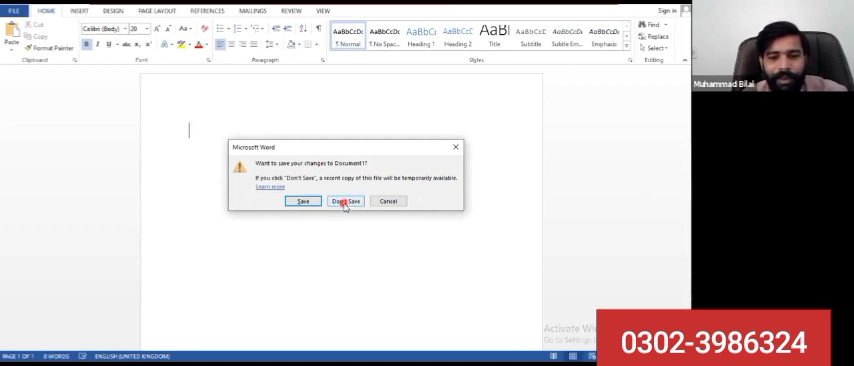 FILE HOME INSERT DESIGN PAGE LAYOUT REFERENCES MAILINGS REVIEW VIEW Sign in
Cut
Copy
Paste
Format Painter
Clipboard
Calibri (Body) 20
Font
Paragraph
AaBbCcDc AaBbCcDc AaBbCc AaBbCcC AaBl AaBbCcC AaBbCcDc AaBbCcDc
¶ Normal ¶ No Spac... Heading 1 Heading 2 Title Subtitle Subtle Em... Emphasis
Styles
Find
Replace
Select
Editing
Muhammad Bilal
Microsoft Word
Want to save your changes to Document1?
If you click "Don't Save", a recent copy of this file will be temporarily available.
Learn more
Save Don't Save Cancel
Activate
Go to Settings
0302-3986324
PAGE 1 OF 1 0 WORDS ENGLISH (UNITED KINGDOM)